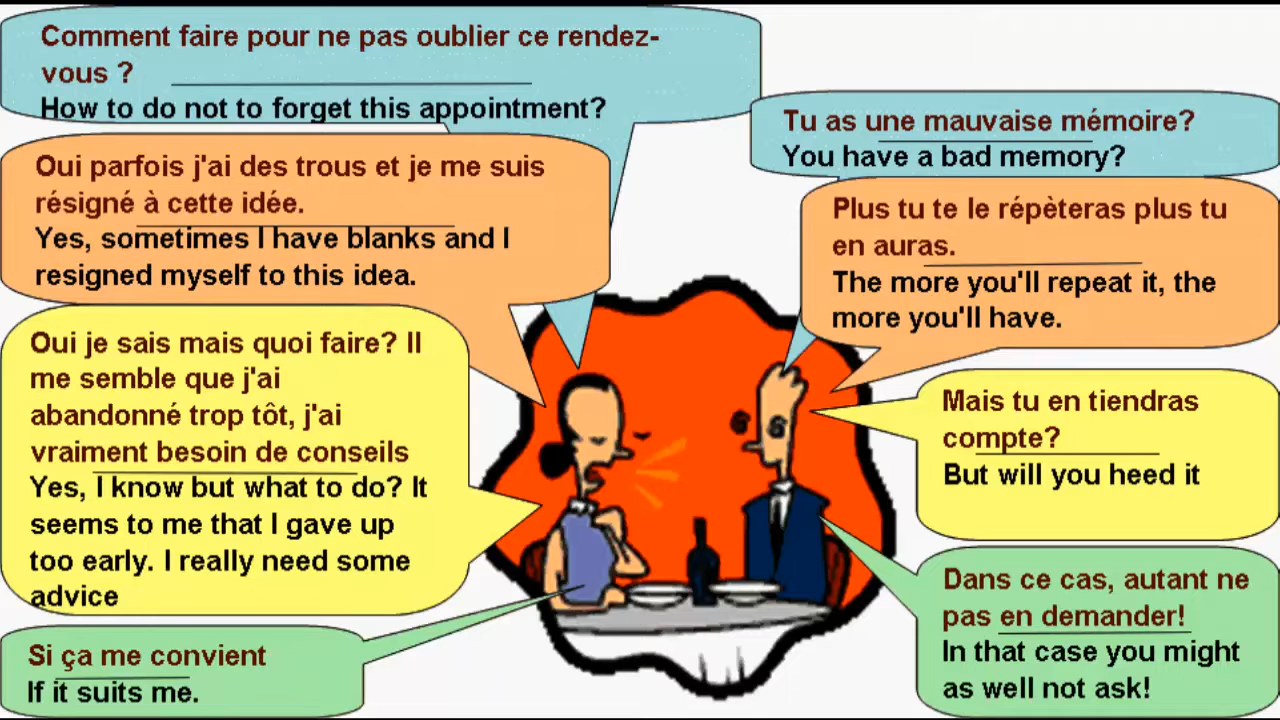 Comment faire pour ne pas oublier ce rendez-
vous ?
How to do not to forget this appointment?
Tu as une mauvaise mémoire?
You have a bad memory?
Oui parfois j'ai des trous et je me suis
résigné à cette idée.
Yes, sometimes I have blanks and I
resigned myself to this idea.
Plus tu te le répèteras plus tu
en auras.
The more you'll repeat it, the
more you'll have.
Oui je sais mais quoi faire? Il
me semble que j'ai
abandonné trop tôt, j'ai
vraiment besoin de conseils
Yes, I know but what to do? It
seems to me that I gave up
too early. I really need some
advice
Mais tu en tiendras
compte?
But will you heed it
Dans ce cas, autant ne
pas en demander!
In that case you might
as well not ask!
Si ça me convient
If it suits me.